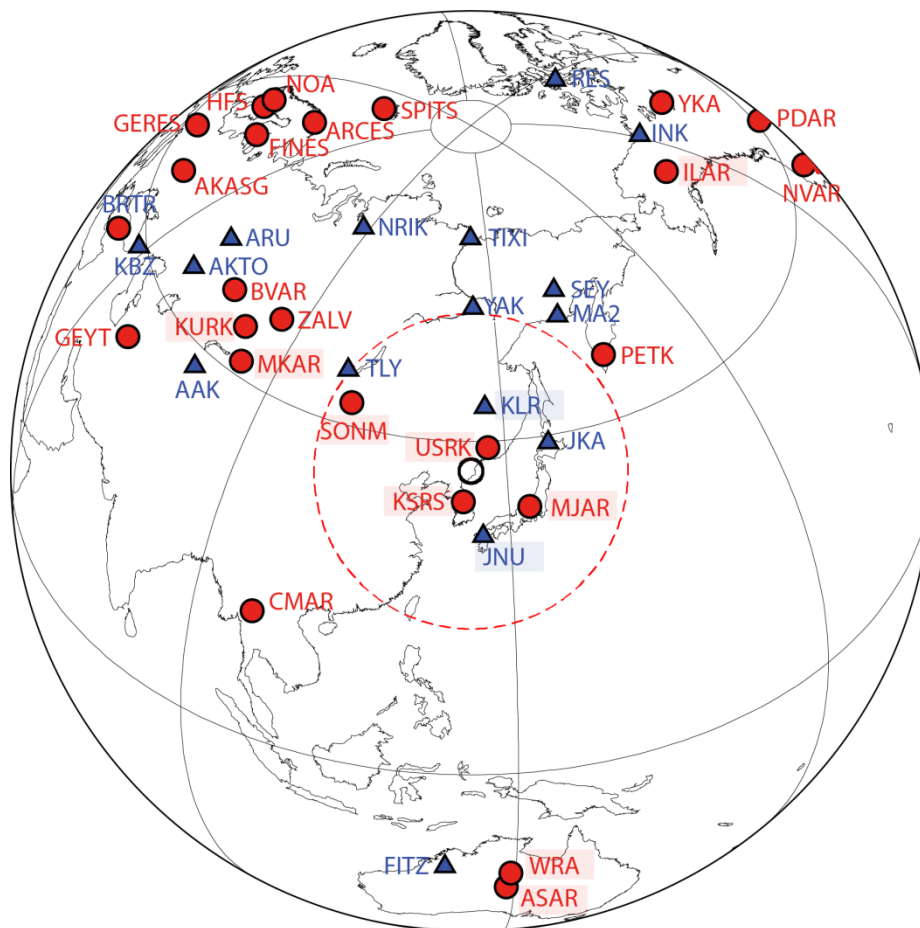 RES
NOA
HFS
SPITS
YKA
PDAR
GERES
ARCES
INK
FINES
AKASG
ILAR
NVAR
BRTR
NRIK
ARU
TIXI
KBZ
AKTO
BVAR
SEY
YAK
MA2
ZALV
KURK
GEYT
PETK
MKAR
TLY
AAK
KLR
SONM
JKA
USRK
KSRS
MJAR
JNU
CMAR
FITZ
WRA
ASAR